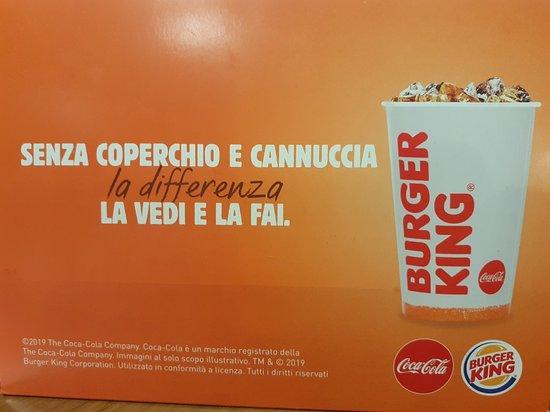 SENZA COPERCHIO E CANNUCCIA
la differenza
LA VEDI E LA FAI.
BURGER
KING®
Coca-Cola
©2019 The Coca-Cola Company. Coca-Cola è un marchio registrato della
The Coca-Cola Company. Immagini al solo scopo illustrativo. TM & © 2019
Burger King Corporation. Utilizzato in conformità a licenza. Tutti i diritti riservati
Coca-Cola
BURGER
KING